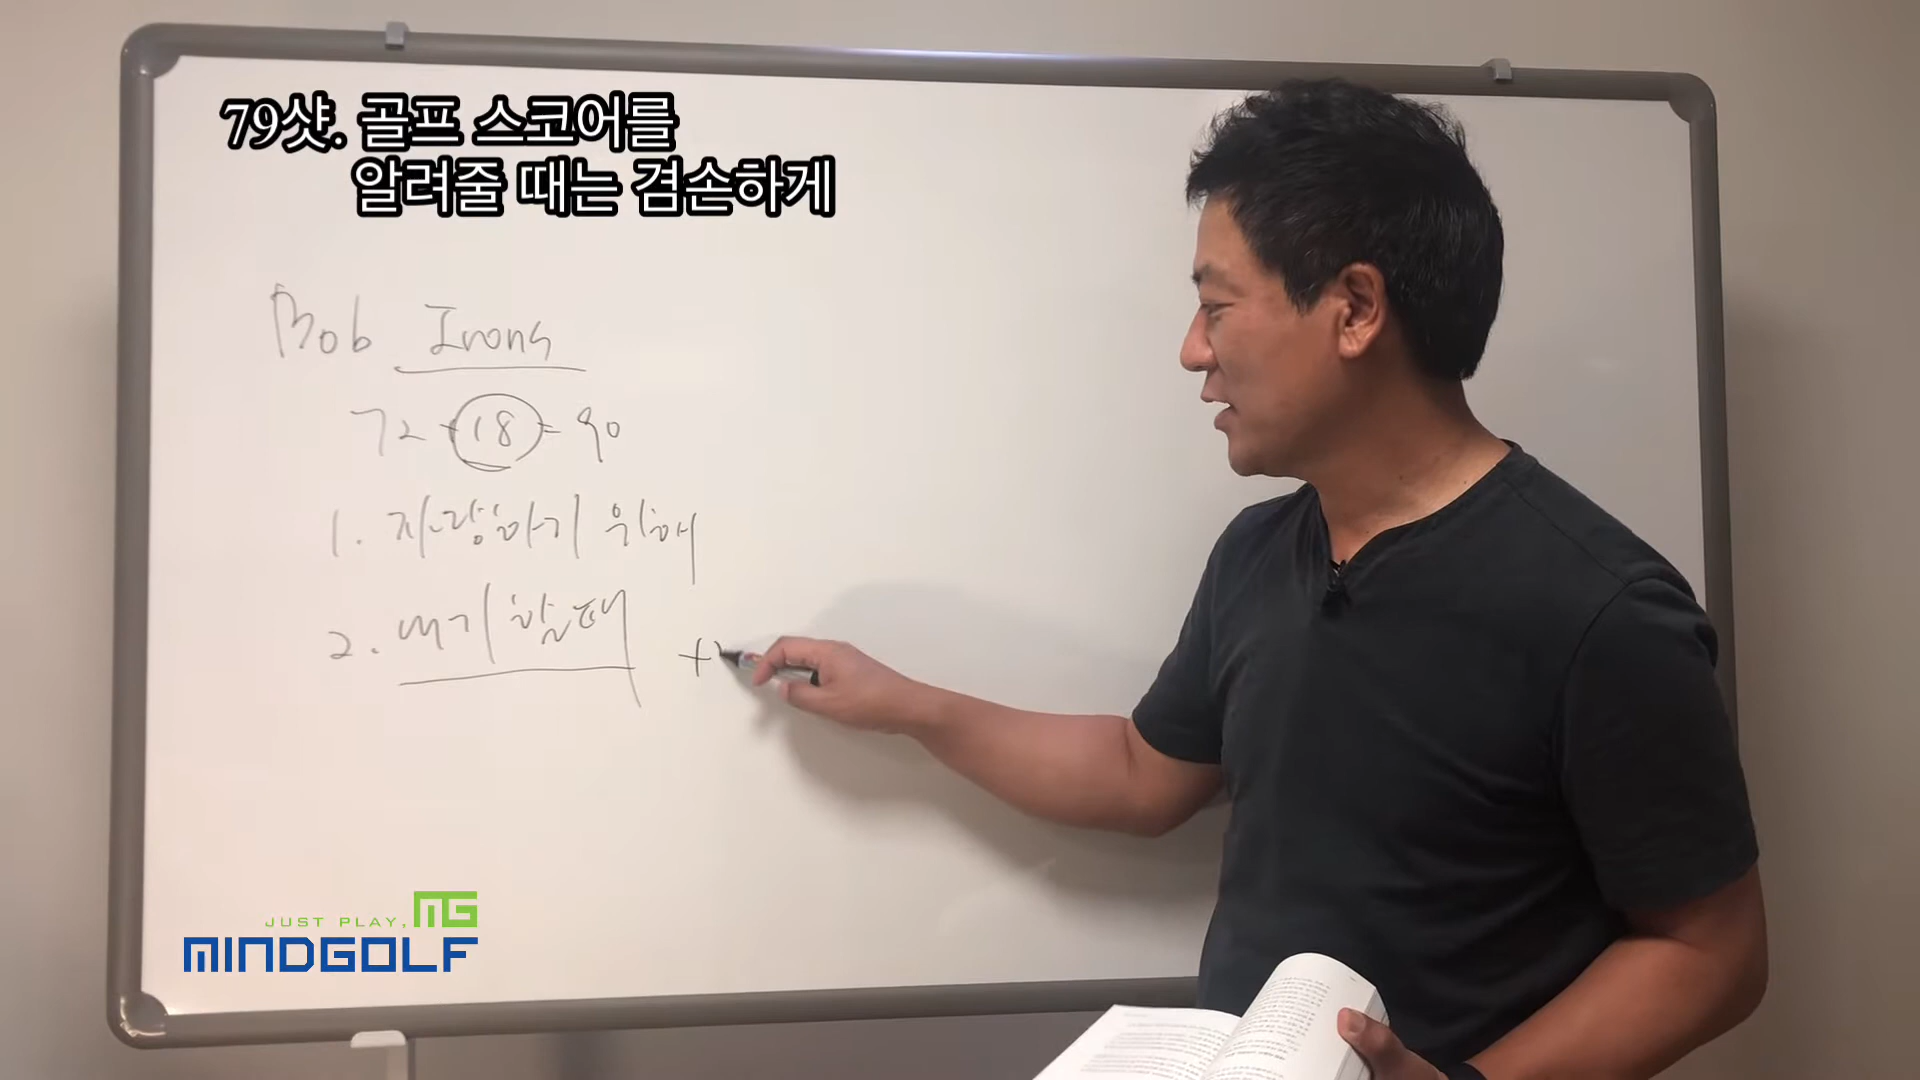 79샷. 골프 스코어를
알려줄 때는 겸손하게
Bob Irons
72 + 18 = 90
1. 자랑하기 위해
2. 내기 할 때
JUST PLAY, MG
MINDGOLF